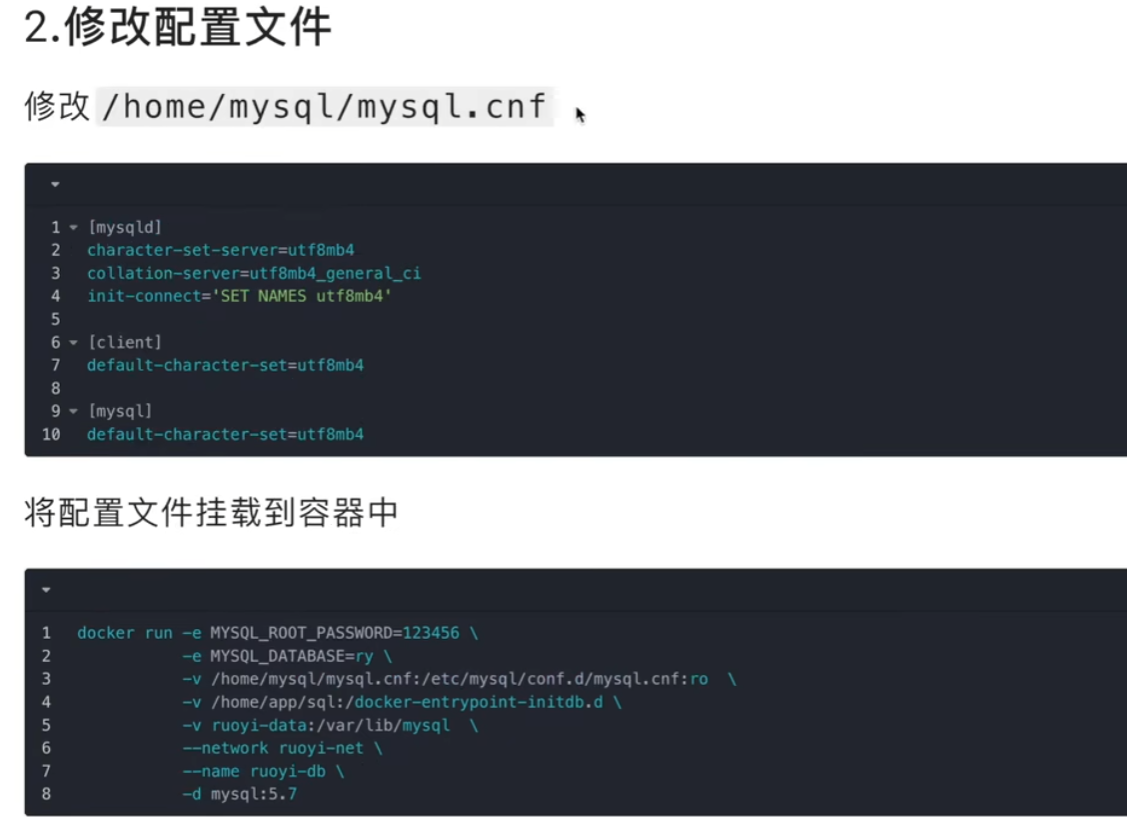 2.修改配置文件
修改 /home/mysql/mysql.cnf
1 [mysqld]
2 character-set-server=utf8mb4
3 collation-server=utf8mb4_general_ci
4 init-connect='SET NAMES utf8mb4'
5
6 [client]
7 default-character-set=utf8mb4
8
9 [mysql]
10 default-character-set=utf8mb4
将配置文件挂载到容器中
1 docker run -e MYSQL_ROOT_PASSWORD=123456 \
2 -e MYSQL_DATABASE=ry \
3 -v /home/mysql/mysql.cnf:/etc/mysql/conf.d/mysql.cnf:ro \
4 -v /home/app/sql:/docker-entrypoint-initdb.d \
5 -v ruoyi-data:/var/lib/mysql \
6 --network ruoyi-net \
7 --name ruoyi-db \
8 -d mysql:5.7